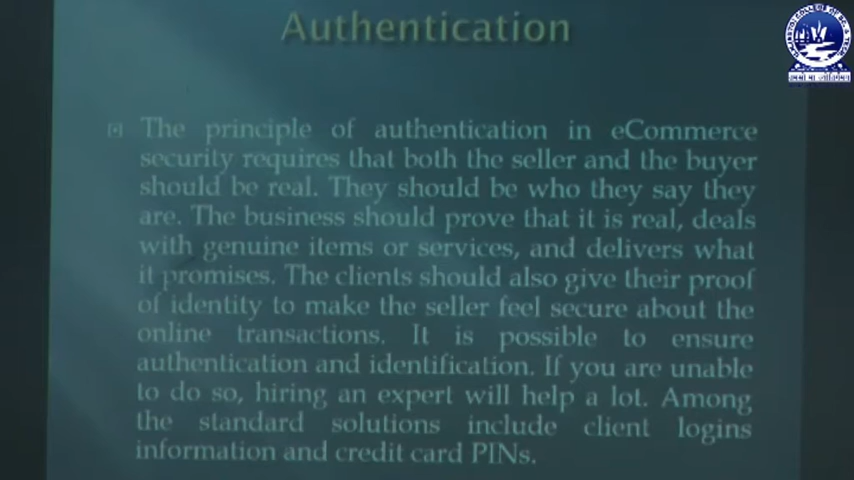 Authentication
The principle of authentication in eCommerce
security requires that both the seller and the buyer
should be real. They should be who they say they
are. The business should prove that it is real, deals
with genuine items or services, and delivers what
it promises. The clients should also give their proof
of identity to make the seller feel secure about the
online transactions. It is possible to ensure
authentication and identification. If you are unable
to do so, hiring an expert will help a lot. Among
the standard solutions include client logins
information and credit card PINs.